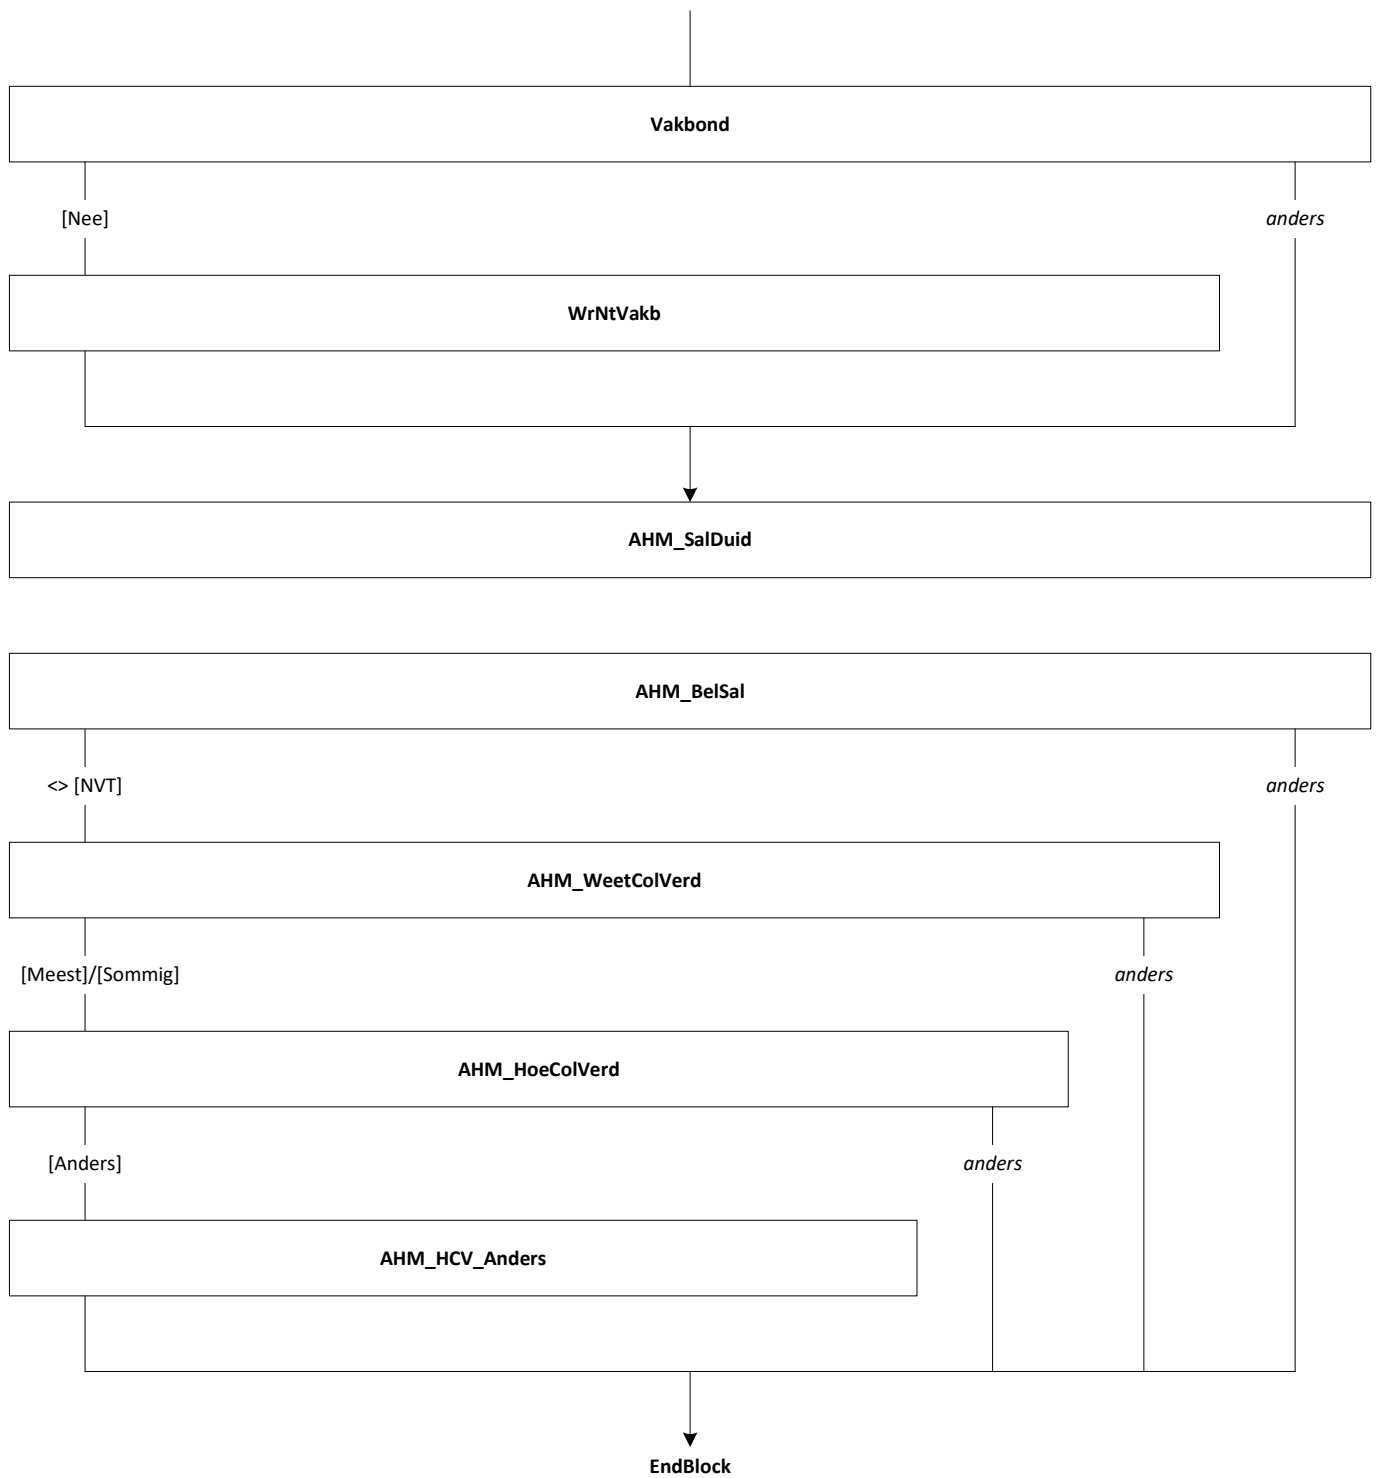 Vakbond
[Nee]
anders
WrNtVakb
AHM_SalDuid
AHM_BelSal
<> [NVT]
anders
AHM_WeetColVerd
[Meest]/[Sommig]
anders
AHM_HoeColVerd
[Anders]
anders
AHM_HCV_Anders
EndBlock